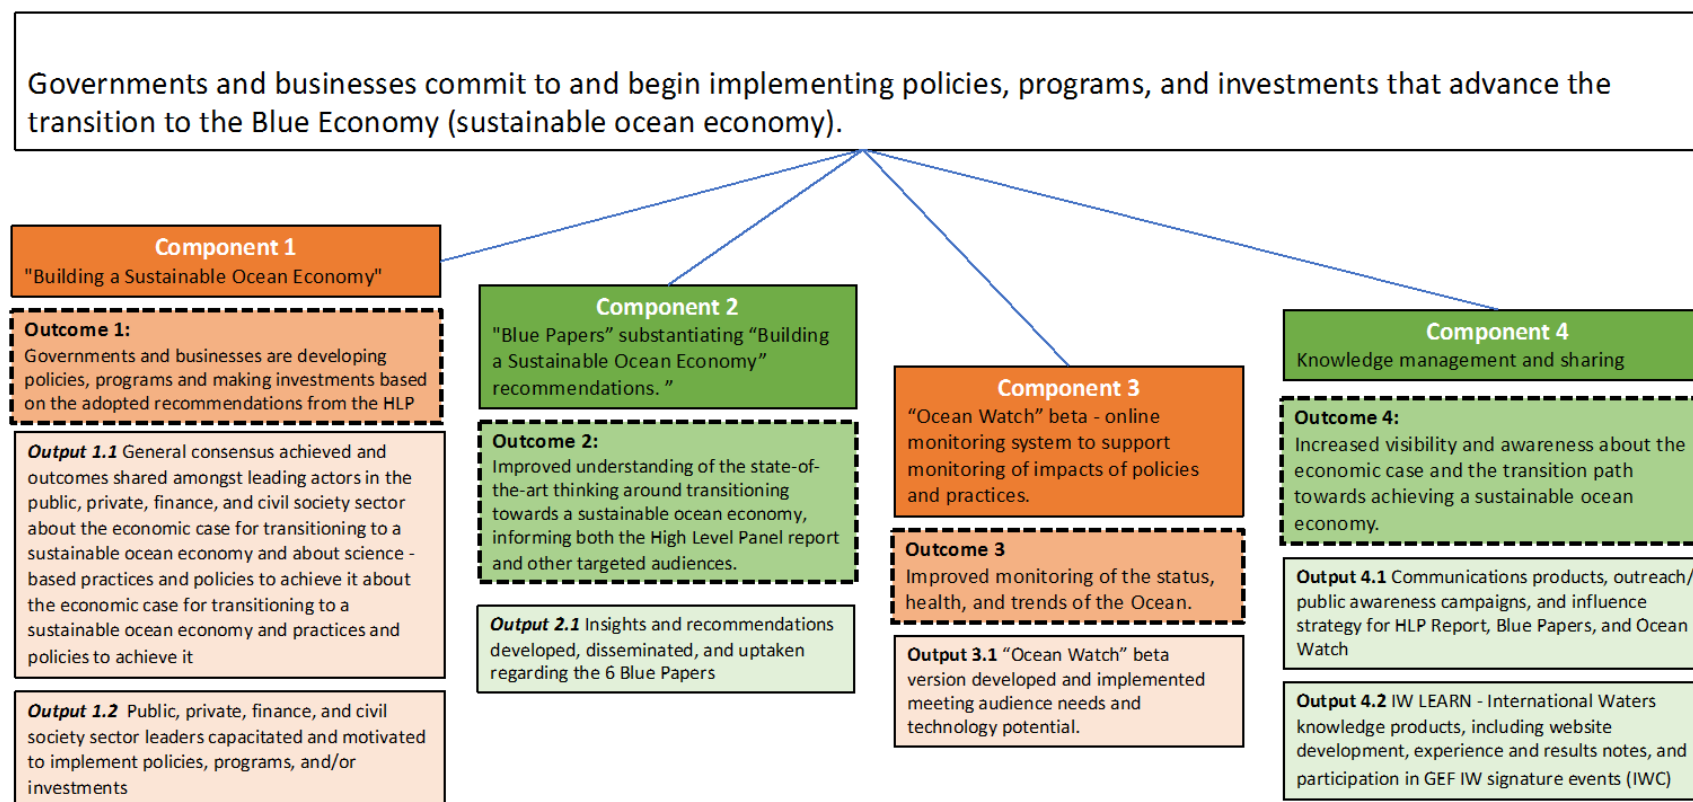 Governments and businesses commit to and begin implementing policies, programs, and investments that advance the
transition to the Blue Economy (sustainable ocean economy).
Component 1
"Building a Sustainable Ocean Economy"
Outcome 1:
Governments and businesses are developing
policies, programs and making investments based
on the adopted recommendations from the HLP
Output 1.1 General consensus achieved and
outcomes shared amongst leading actors in the
public, private, finance, and civil society sector
about the economic case for transitioning to a
sustainable ocean economy and about science -
based practices and policies to achieve it about
the economic case for transitioning to a
sustainable ocean economy and practices and
policies to achieve it
Output 1.2 Public, private, finance, and civil
society sector leaders capacitated and motivated
to implement policies, programs, and/or
investments
Component 2
"Blue Papers” substantiating “Building
a Sustainable Ocean Economy”
recommendations. ”
Outcome 2:
Improved understanding of the state-of-
the-art thinking around transitioning
towards a sustainable ocean economy,
informing both the High Level Panel report
and other targeted audiences.
Output 2.1 Insights and recommendations
developed, disseminated, and uptaken
regarding the 6 Blue Papers
Component 3
“Ocean Watch” beta - online
monitoring system to support
monitoring of impacts of policies
and practices.
Outcome 3
Improved monitoring of the status,
health, and trends of the Ocean.
Output 3.1 “Ocean Watch” beta
version developed and implemented
meeting audience needs and
technology potential.
Component 4
Knowledge management and sharing
Outcome 4:
Increased visibility and awareness about the
economic case and the transition path
towards achieving a sustainable ocean
economy.
Output 4.1 Communications products, outreach/
public awareness campaigns, and influence
strategy for HLP Report, Blue Papers, and Ocean
Watch
Output 4.2 IW LEARN - International Waters
knowledge products, including website
development, experience and results notes, and
participation in GEF IW signature events (IWC)